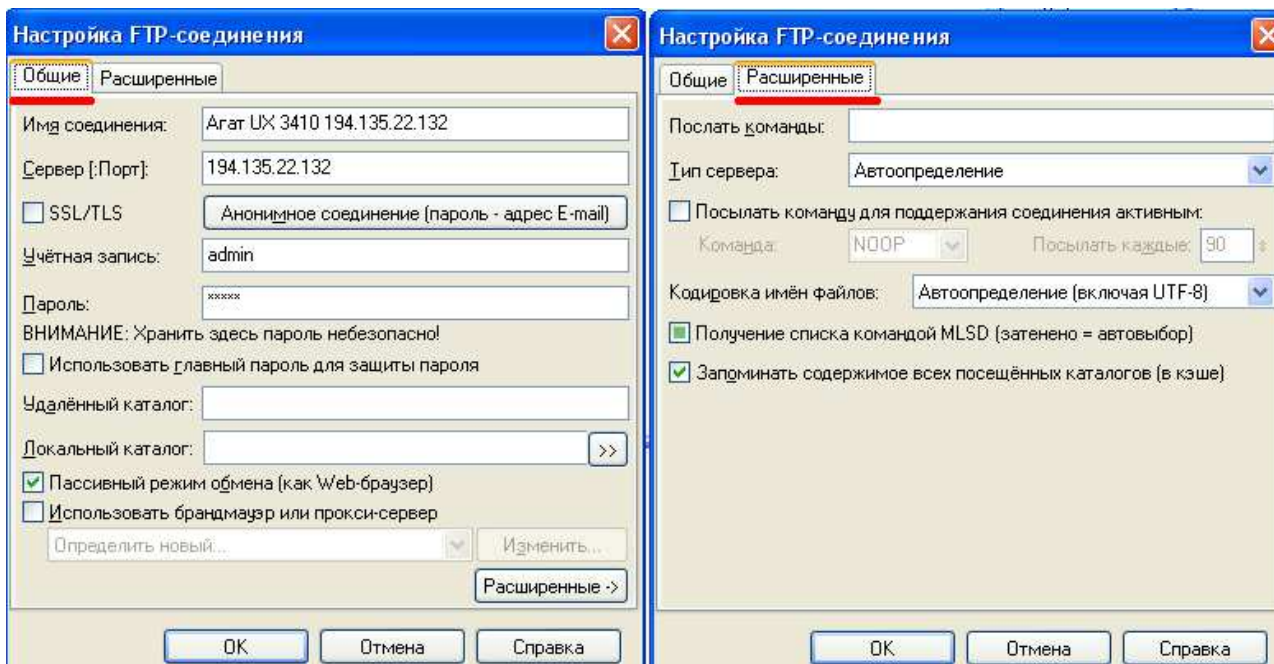 Настройка FTP-соединения
Общие
Расширенные
Имя соединения:
Агат UX 3410 194.135.22.132
Сервер [:Порт]:
194.135.22.132
SSL/TLS
Анонимное соединение (пароль - адрес E-mail)
Учётная запись:
admin
Пароль:
×××××
ВНИМАНИЕ: Хранить здесь пароль небезопасно!
Использовать главный пароль для защиты пароля
Удалённый каталог:
Локальный каталог:
>>
Пассивный режим обмена (как Web-браузер)
Использовать брандмауэр или прокси-сервер
Определить новый...
Изменить...
Расширенные ->
OK
Отмена
Справка
Настройка FTP-соединения
Общие
Расширенные
Послать команды:
Тип сервера:
Автоопределение
Посылать команду для поддержания соединения активным:
Команда:
NOOP
Посылать каждые:
90
Кодировка имён файлов:
Автоопределение (включая UTF-8)
Получение списка командой MLSD (затенено = автовыбор)
Запоминать содержимое всех посещённых каталогов (в кэше)
OK
Отмена
Справка